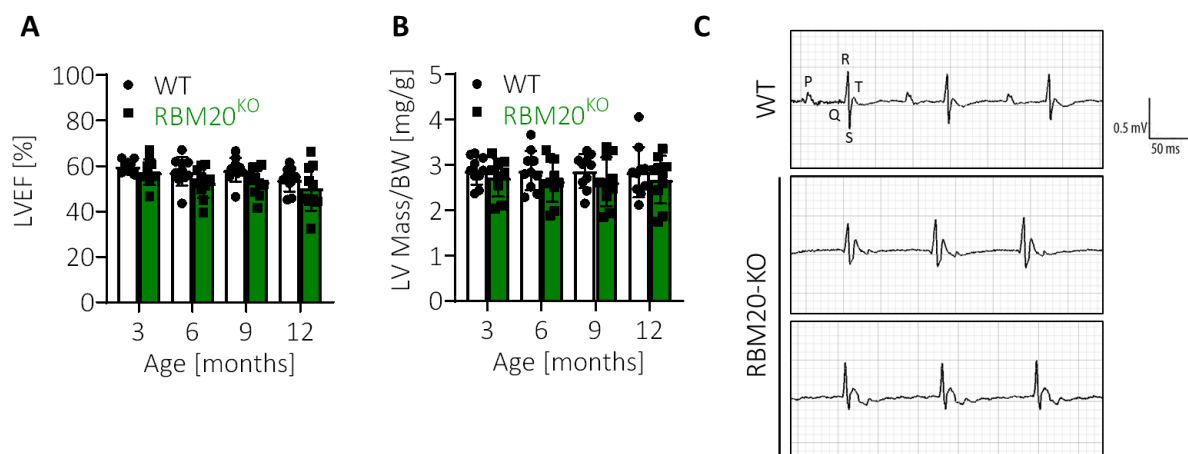 A
100
80
60
40
20
0
LVEF [%]
WT
RBM20KO
3 6 9 12
Age [months]
B
5
4
3
2
1
0
LV Mass/BW [mg/g]
WT
RBM20KO
3 6 9 12
Age [months]
C
WT
P
R
T
Q
S
0.5 mV
50 ms
RBM20-KO